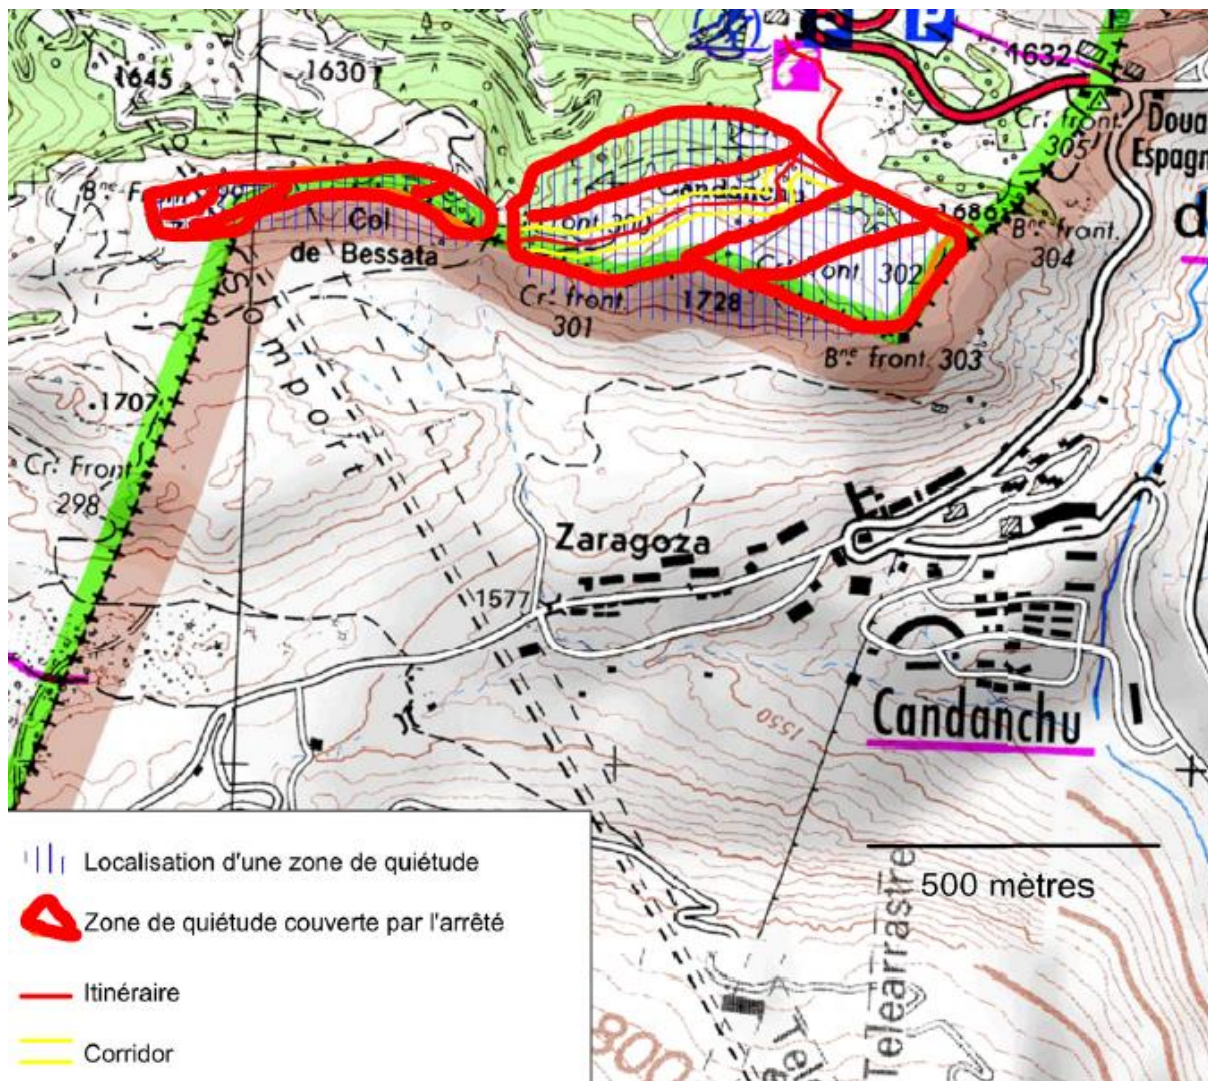 1645
1630
1632
P
Cr. front.
305
Doua
Espagn
Col
de Bessata
1686
Bne front.
304
d
302
Cr. front.
301
1728
Bne front. 303
1707
Cr. Front
298
Zaragoza
1577
Candanchu
1550
Localisation d'une zone de quiétude
Zone de quiétude couverte par l'arrêté
Itinéraire
Corridor
500 mètres
Telearrastre
800